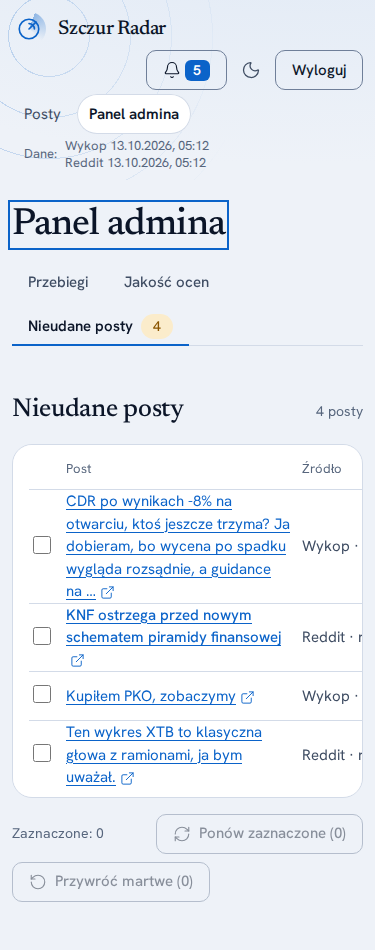 Szczur Radar
5
Wyloguj
Posty
Panel admina
Dane:
Wykop 13.10.2026, 05:12
Reddit 13.10.2026, 05:12
Panel admina
Przebiegi
Jakość ocen
Nieudane posty 4
Nieudane posty
4 posty
Post
Źródło
CDR po wynikach -8% na
otwarciu, ktoś jeszcze trzyma? Ja
dobieram, bo wycena po spadku
wygląda rozsądnie, a guidance
na ...
Wykop ·
KNF ostrzega przed nowym
schematem piramidy finansowej
Reddit ·
Kupiłem PKO, zobaczymy
Wykop ·
Ten wykres XTB to klasyczna
głowa z ramionami, ja bym
uważał.
Reddit ·
Zaznaczone: 0
Ponów zaznaczone (0)
Przywróć martwe (0)